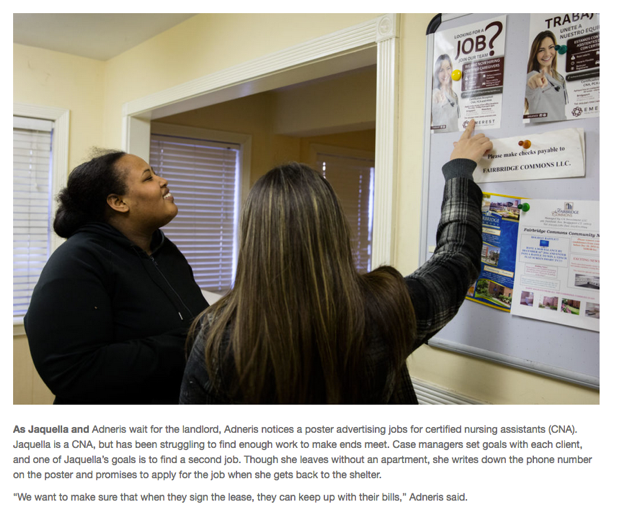 LOOKING FOR A
JOB?
JOIN OUR TEAM
TRABAJ
UNETE A
NUESTRO EQUI
Please make checks payable to
FAIRBRIDGE COMMONS LLC.
Fairbridge Commons Community
As Jaquella and Adneris wait for the landlord, Adneris notices a poster advertising jobs for certified nursing assistants (CNA).
Jaquella is a CNA, but has been struggling to find enough work to make ends meet. Case managers set goals with each client,
and one of Jaquella's goals is to find a second job. Though she leaves without an apartment, she writes down the phone number
on the poster and promises to apply for the job when she gets back to the shelter.
“We want to make sure that when they sign the lease, they can keep up with their bills,” Adneris said.